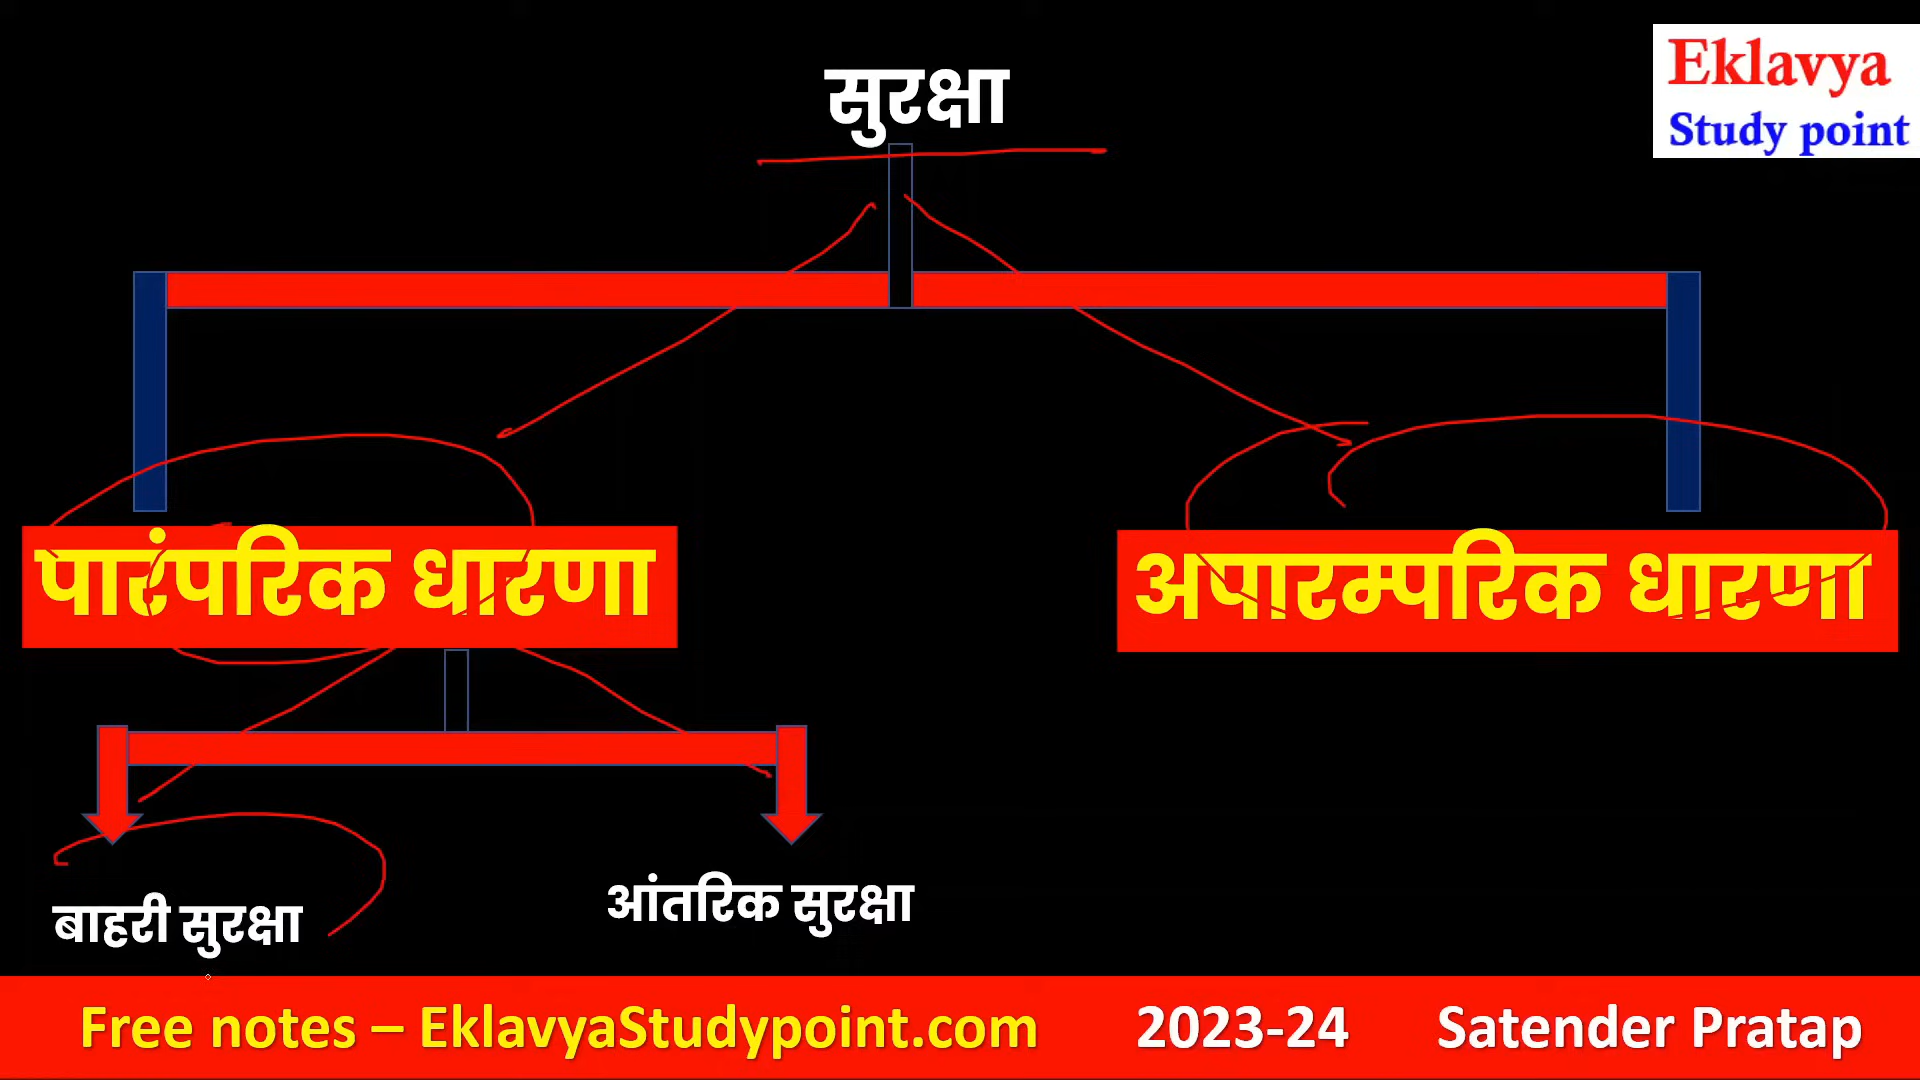 सुरक्षा
Eklavya
Study point
पारंपरिक धारणा
अपारम्परिक धारणा
बाहरी सुरक्षा
आंतरिक सुरक्षा
Free notes – EklavyaStudypoint.com 2023-24 Satender Pratap